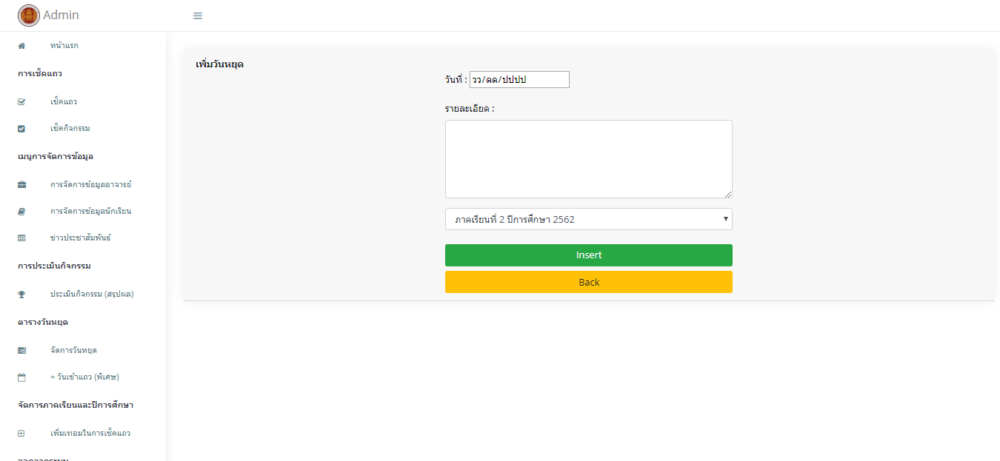 Admin
หน้าแรก
การเช็คแถว
เช็คแถว
เช็คกิจกรรม
เมนูการจัดการข้อมูล
การจัดการข้อมูลอาจารย์
การจัดการข้อมูลนักเรียน
ข่าวประชาสัมพันธ์
การประเมินกิจกรรม
ประเมินกิจกรรม (สรุปผล)
ตารางวันหยุด
จัดการวันหยุด
+ วันเข้าแถว (พิเศษ)
จัดการภาคเรียนและปีการศึกษา
เพิ่มเทอมในการเช็คแถว
เพิ่มวันหยุด
วันที่ : วว/ดด/ปปปป
รายละเอียด :
ภาคเรียนที่ 2 ปีการศึกษา 2562
Insert
Back